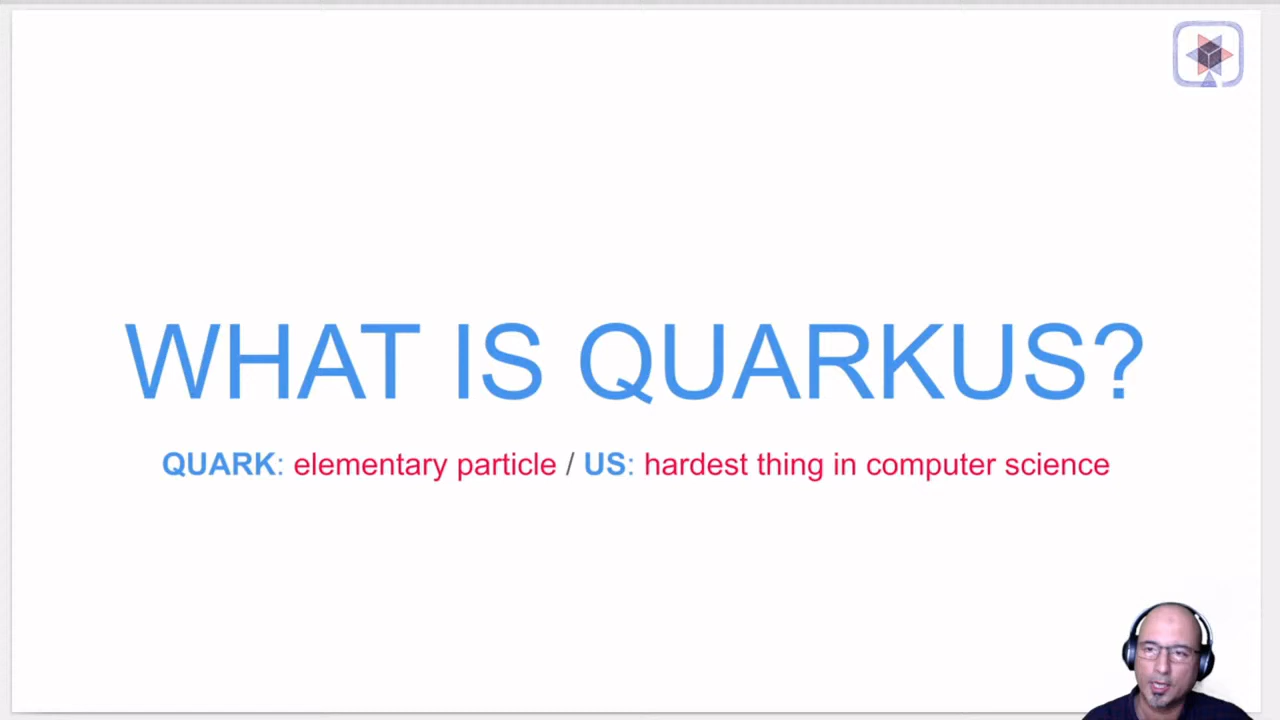 WHAT IS QUARKUS?
QUARK: elementary particle / US: hardest thing in computer science